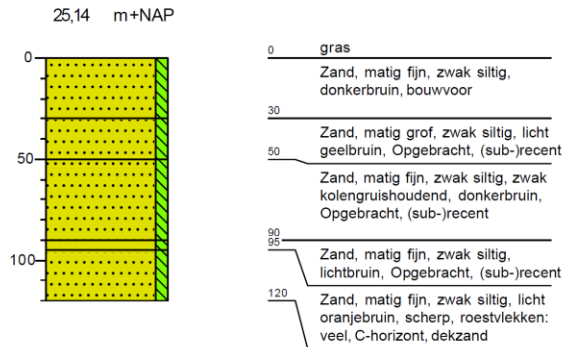 25,14 m+NAP
0
50
100
0 gras
Zand, matig fijn, zwak siltig,
donkerbruin, bouwvoor
30
Zand, matig grof, zwak siltig, licht
geelbruin, Opgebracht, (sub-)recent
50
Zand, matig fijn, zwak siltig, zwak
kolengruishoudend, donkerbruin,
Opgebracht, (sub-)recent
90
95
Zand, matig fijn, zwak siltig,
lichtbruin, Opgebracht, (sub-)recent
120
Zand, matig fijn, zwak siltig, licht
oranjebruin, scherp, roestvlekken:
veel, C-horizont, dekzand